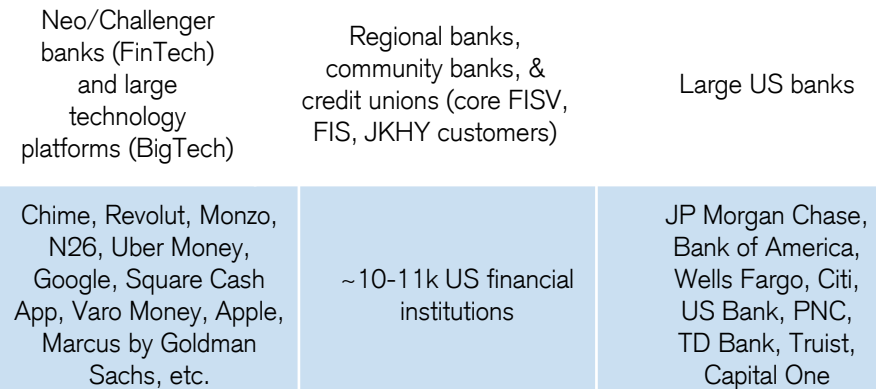 Neo/Challenger
banks (FinTech)
and large
technology
platforms (BigTech)
Regional banks,
community banks, &
credit unions (core FISV,
FIS, JKHY customers)
Large US banks
Chime, Revolut, Monzo,
N26, Uber Money,
Google, Square Cash
App, Varo Money, Apple,
Marcus by Goldman
Sachs, etc.
~10-11k US financial
institutions
JP Morgan Chase,
Bank of America,
Wells Fargo, Citi,
US Bank, PNC,
TD Bank, Truist,
Capital One